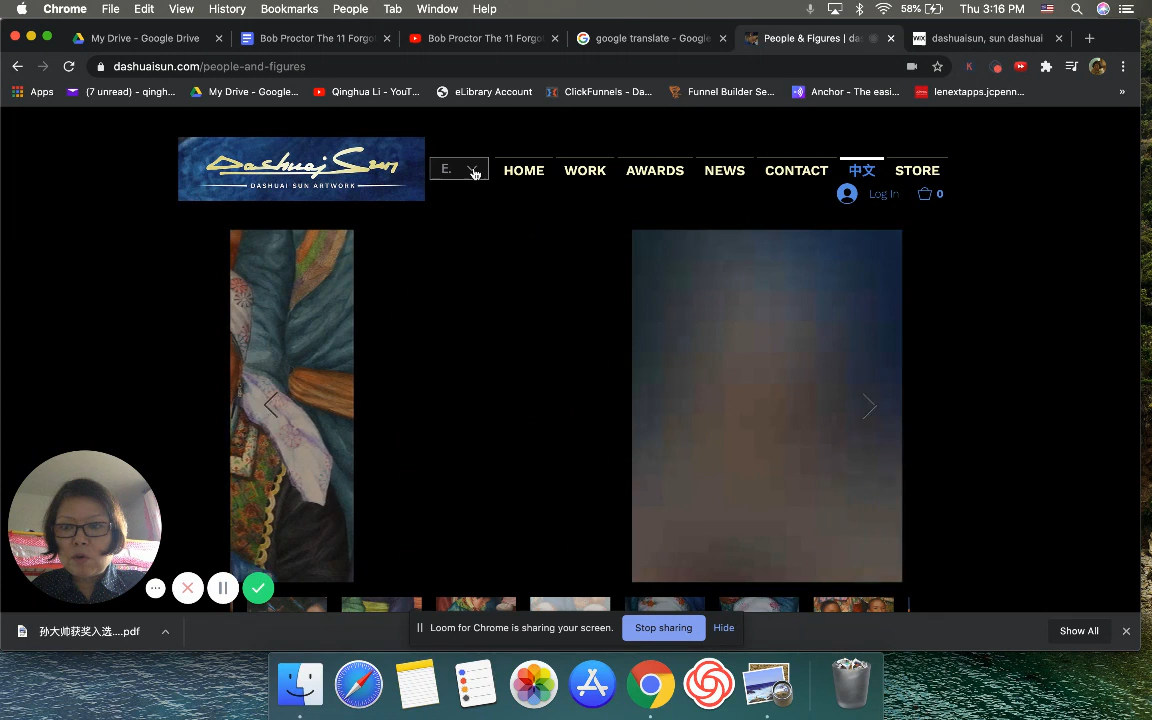 Chrome File Edit View History Bookmarks People Tab Window Help 58% Thu 3:16 PM
My Drive - Google Drive Bob Proctor The 11 Forgot Bob Proctor The 11 Forgot google translate - Google People & Figures | da dashuaisun, sun dashuai
dashuaisun.com/people-and-figures
Apps (7 unread) - qingh... My Drive - Google... Qinghua Li - YouT... eLibrary Account ClickFunnels - Da... Funnel Builder Se... Anchor - The easi... lenextapps.jcpenn... »
Dashuai Sun
DASHUAI SUN ARTWORK
E. HOME WORK AWARDS NEWS CONTACT 中文 STORE
Log In 0
Loom for Chrome is sharing your screen. Stop sharing Hide
孙大帅获奖入选....pdf Show All